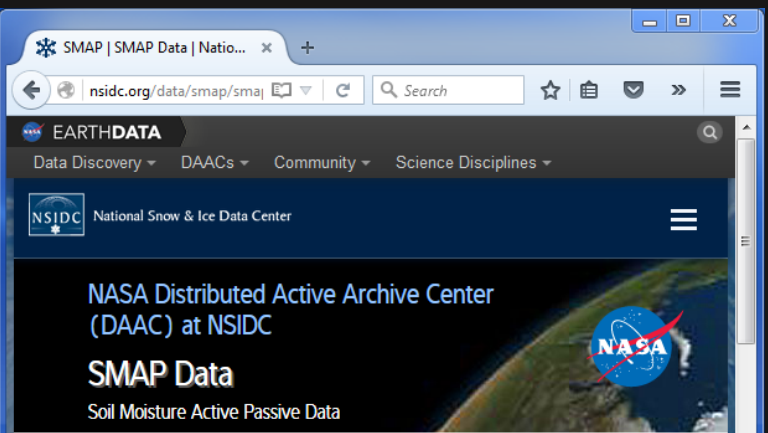 SMAP | SMAP Data | Natio...
nsidc.org/data/smap/smap
Search
NASA EARTHDATA
Data Discovery DAACs Community Science Disciplines
NSIDC National Snow & Ice Data Center
NASA Distributed Active Archive Center
(DAAC) at NSIDC
NASA
SMAP Data
Soil Moisture Active Passive Data